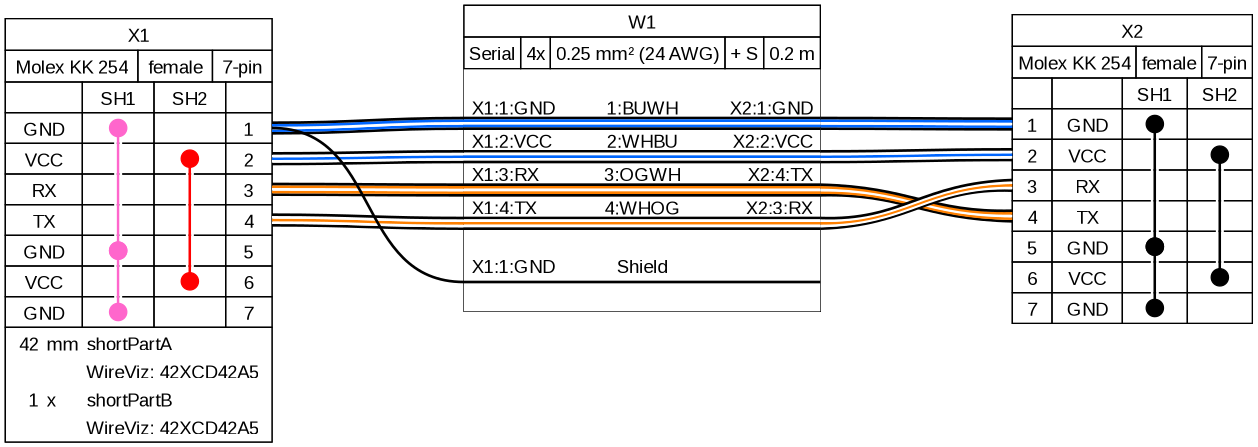 X1
Molex KK 254 female 7-pin
SH1 SH2
GND 1
VCC 2
RX 3
TX 4
GND 5
VCC 6
GND 7
42 mm shortPartA
WireViz: 42XCD42A5
1 x shortPartB
WireViz: 42XCD42A5
W1
Serial 4x 0.25 mm² (24 AWG) + S 0.2 m
X1:1:GND 1:BUWH X2:1:GND
X1:2:VCC 2:WHBU X2:2:VCC
X1:3:RX 3:OGWH X2:4:TX
X1:4:TX 4:WHOG X2:3:RX
X1:1:GND Shield
X2
Molex KK 254 female 7-pin
SH1 SH2
1 GND
2 VCC
3 RX
4 TX
5 GND
6 VCC
7 GND